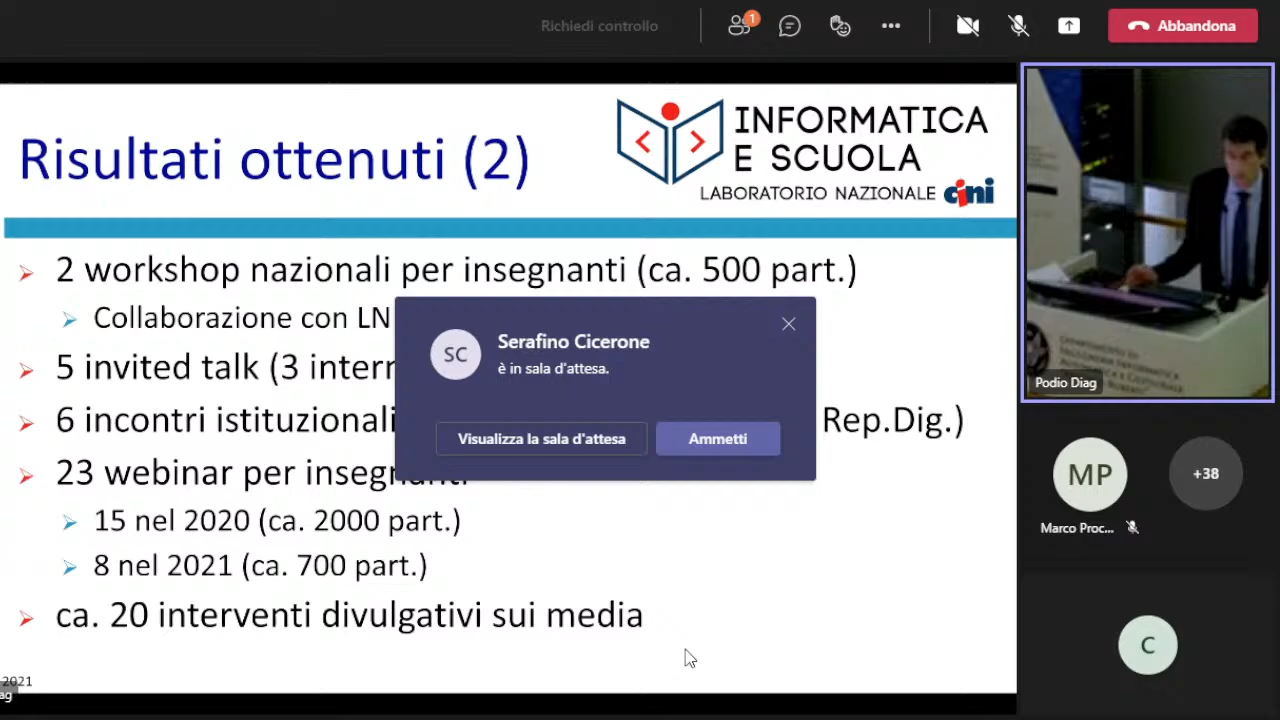 Richiedi controllo
1
Abbandona
Risultati ottenuti (2)
INFORMATICA
E SCUOLA
LABORATORIO NAZIONALE cini
2 workshop nazionali per insegnanti (ca. 500 part.)
Collaborazione con LN
5 invited talk (3
6 incontri istituzionali
Rep.Dig.)
23 webinar per insegnanti
15 nel 2020 (ca. 2000 part.)
8 nel 2021 (ca. 700 part.)
ca. 20 interventi divulgativi sui media
2021
SC
Serafino Cicerone
è in sala d'attesa.
Visualizza la sala d'attesa
Ammetti
DIPARTIMENTO DI
Podio Diag
MP
+38
Marco Proc...
C